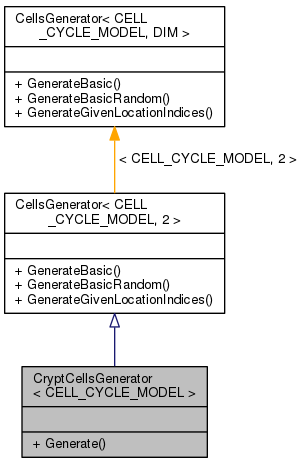 CellsGenerator< CELL
_CYCLE_MODEL, DIM >
+ GenerateBasic()
+ GenerateBasicRandom()
+ GenerateGivenLocationIndices()
< CELL_CYCLE_MODEL, 2 >
CellsGenerator< CELL
_CYCLE_MODEL, 2 >
+ GenerateBasic()
+ GenerateBasicRandom()
+ GenerateGivenLocationIndices()
CryptCellsGenerator
< CELL_CYCLE_MODEL >
+ Generate()